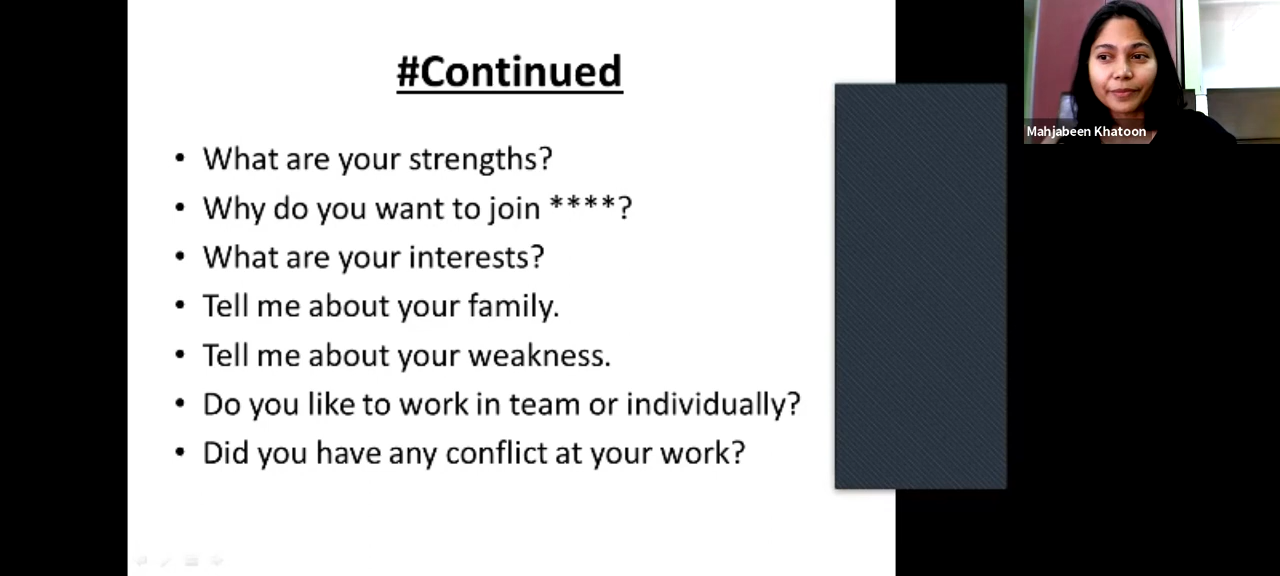 #Continued
• What are your strengths?
• Why do you want to join ****?
• What are your interests?
• Tell me about your family.
• Tell me about your weakness.
• Do you like to work in team or individually?
• Did you have any conflict at your work?
Mahjabeen Khatoon